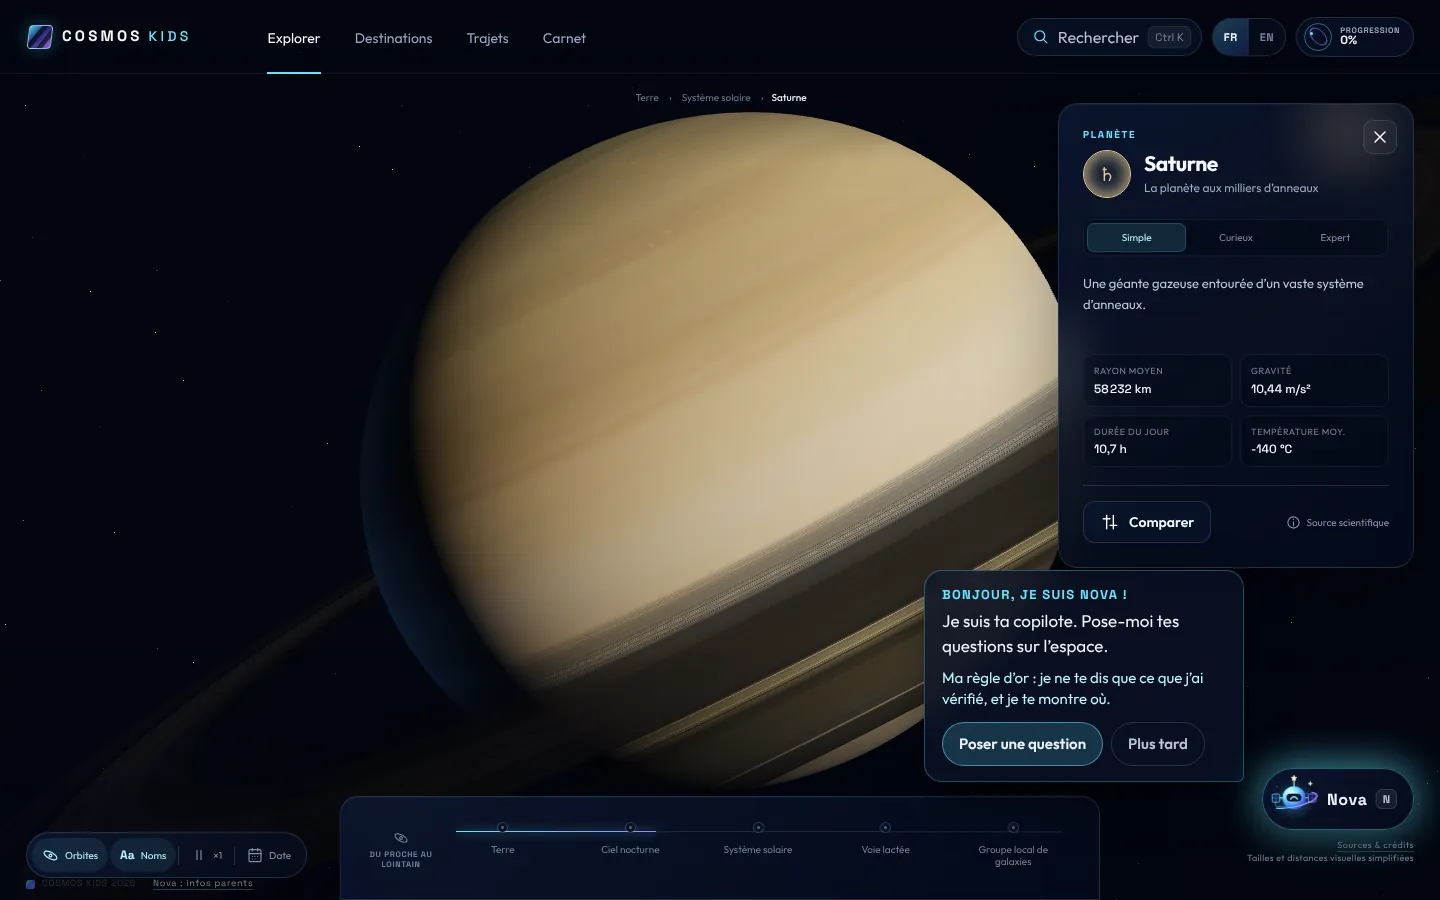 COSMOS KIDS
Explorer
Destinations
Trajets
Carnet
Rechercher Ctrl K
FR EN
PROGRESSION
0%
Terre › Système solaire › Saturne
PLANÈTE
♄
Saturne
La planète aux milliers d'anneaux
Simple Curieux Expert
Une géante gazeuse entourée d'un vaste système
d'anneaux.
RAYON MOYEN
58 232 km
GRAVITÉ
10,44 m/s²
DURÉE DU JOUR
10,7 h
TEMPÉRATURE MOY.
-140 °C
Comparer
Source scientifique
BONJOUR, JE SUIS NOVA !
Je suis ta copilote. Pose-moi tes
questions sur l'espace.
Ma règle d'or : je ne te dis que ce que j'ai
vérifié, et je te montre où.
Poser une question
Plus tard
Nova N
Sources & crédits
Tailles et distances visuelles simplifiées
DU PROCHE AU
LOINTAIN
Terre
Ciel nocturne
Système solaire
Voie lactée
Groupe local de
galaxies
Orbites
Aa Noms
×1
Date
COSMOS KIDS 2026
Nova : infos parents